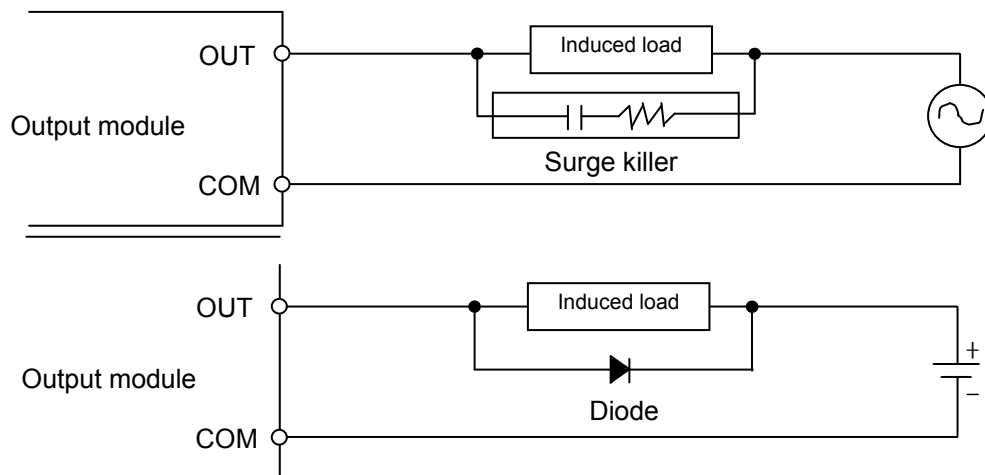 OUT
Induced load
Output module
Surge killer
COM
OUT
Induced load
+
Output module
−
Diode
COM